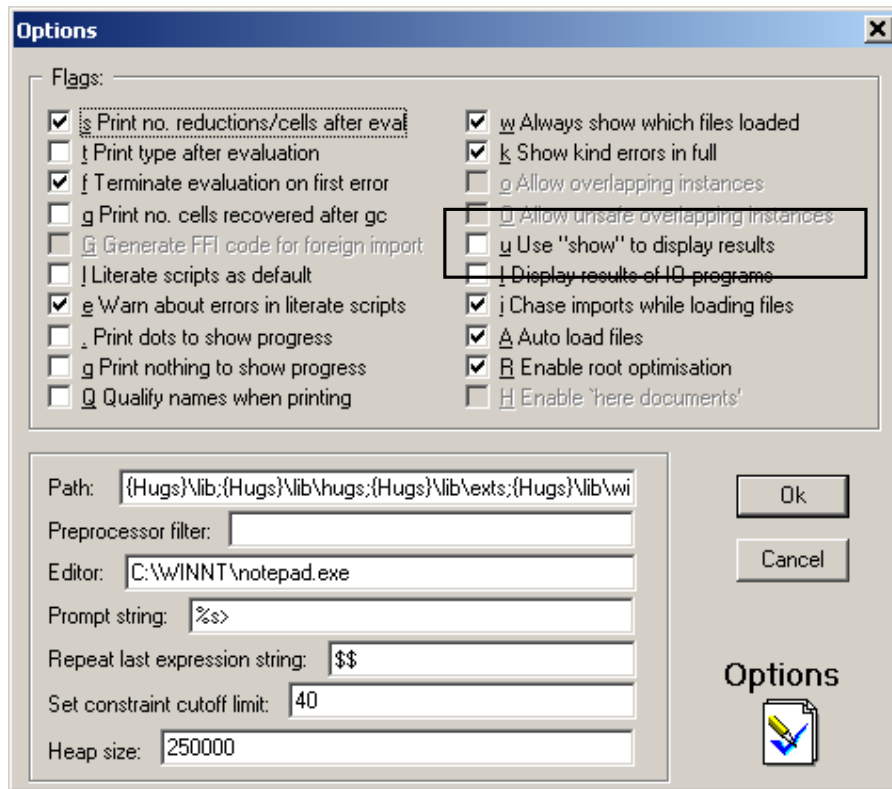 Options
Flags:
s Print no. reductions/cells after eval
t Print type after evaluation
f Terminate evaluation on first error
g Print no. cells recovered after gc
G Generate FFI code for foreign import
l Literate scripts as default
e Warn about errors in literate scripts
. Print dots to show progress
q Print nothing to show progress
Q Qualify names when printing
w Always show which files loaded
k Show kind errors in full
o Allow overlapping instances
O Allow unsafe overlapping instances
u Use "show" to display results
I Display results of IO programs
i Chase imports while loading files
A Auto load files
R Enable root optimisation
H Enable `here documents'
Path: {Hugs}\lib;{Hugs}\lib\hugs;{Hugs}\lib\exts;{Hugs}\lib\wi
Preprocessor filter:
Editor: C:\WINNT\notepad.exe
Prompt string: %s>
Repeat last expression string: $$
Set constraint cutoff limit: 40
Heap size: 250000
Ok
Cancel
Options